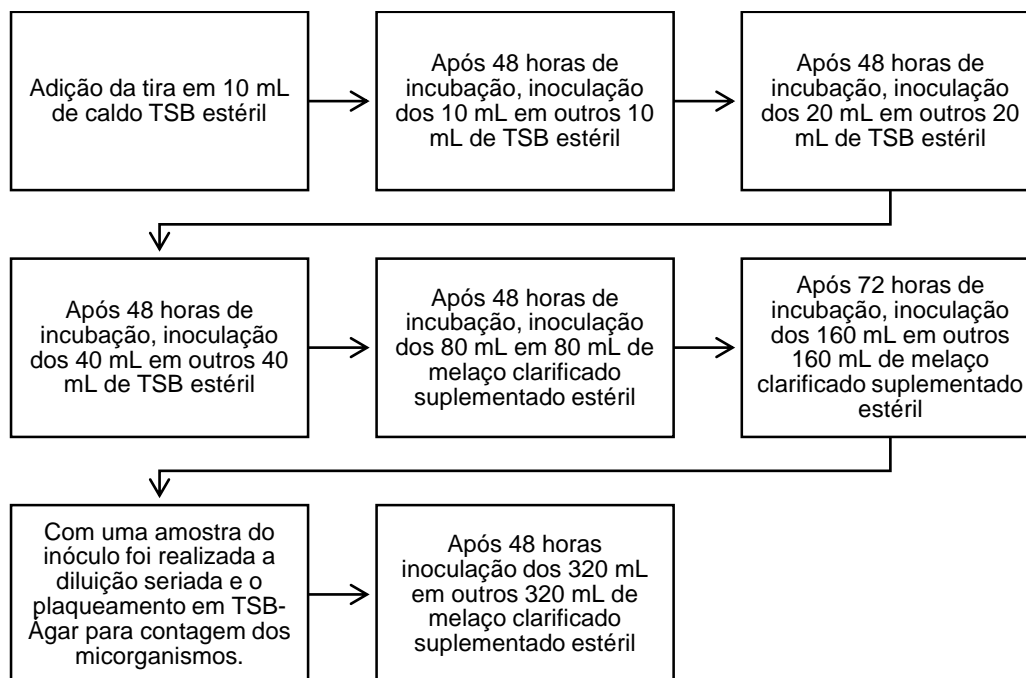 Adição da tira em 10 mL
de caldo TSB estéril
Após 48 horas de
incubação, inoculação
dos 10 mL em outros 10
mL de TSB estéril
Após 48 horas de
incubação, inoculação
dos 20 mL em outros 20
mL de TSB estéril
Após 48 horas de
incubação, inoculação
dos 40 mL em outros 40
mL de TSB estéril
Após 48 horas de
incubação, inoculação
dos 80 mL em 80 mL de
melaço clarificado
suplementado estéril
Após 72 horas de
incubação, inoculação
dos 160 mL em outros
160 mL de melaço
clarificado suplementado
estéril
Com uma amostra do
inóculo foi realizada a
diluição seriada e o
plaqueamento em TSB-
Ágar para contagem dos
micorganismos.
Após 48 horas
inoculação dos 320 mL
em outros 320 mL de
melaço clarificado
suplementado estéril